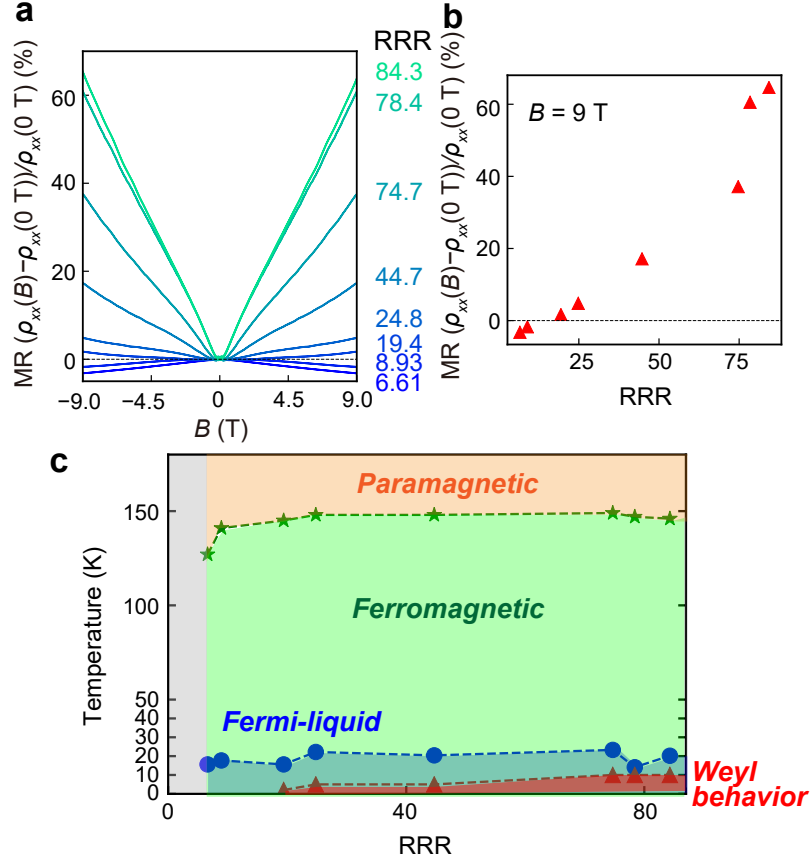 a
MR (ρxx(B)−ρxx(0 T))/ρxx(0 T) (%)
60
40
20
0
−9.0
−4.5
0
4.5
9.0
B (T)
RRR
84.3
78.4
74.7
44.7
24.8
19.4
8.93
6.61
b
MR (ρxx(B)−ρxx(0 T))/ρxx(0 T) (%)
60
40
20
0
B = 9 T
25
50
75
RRR
c
Temperature (K)
150
100
50
40
30
20
10
0
Paramagnetic
Ferromagnetic
Fermi-liquid
Weyl
behavior
0
40
80
RRR